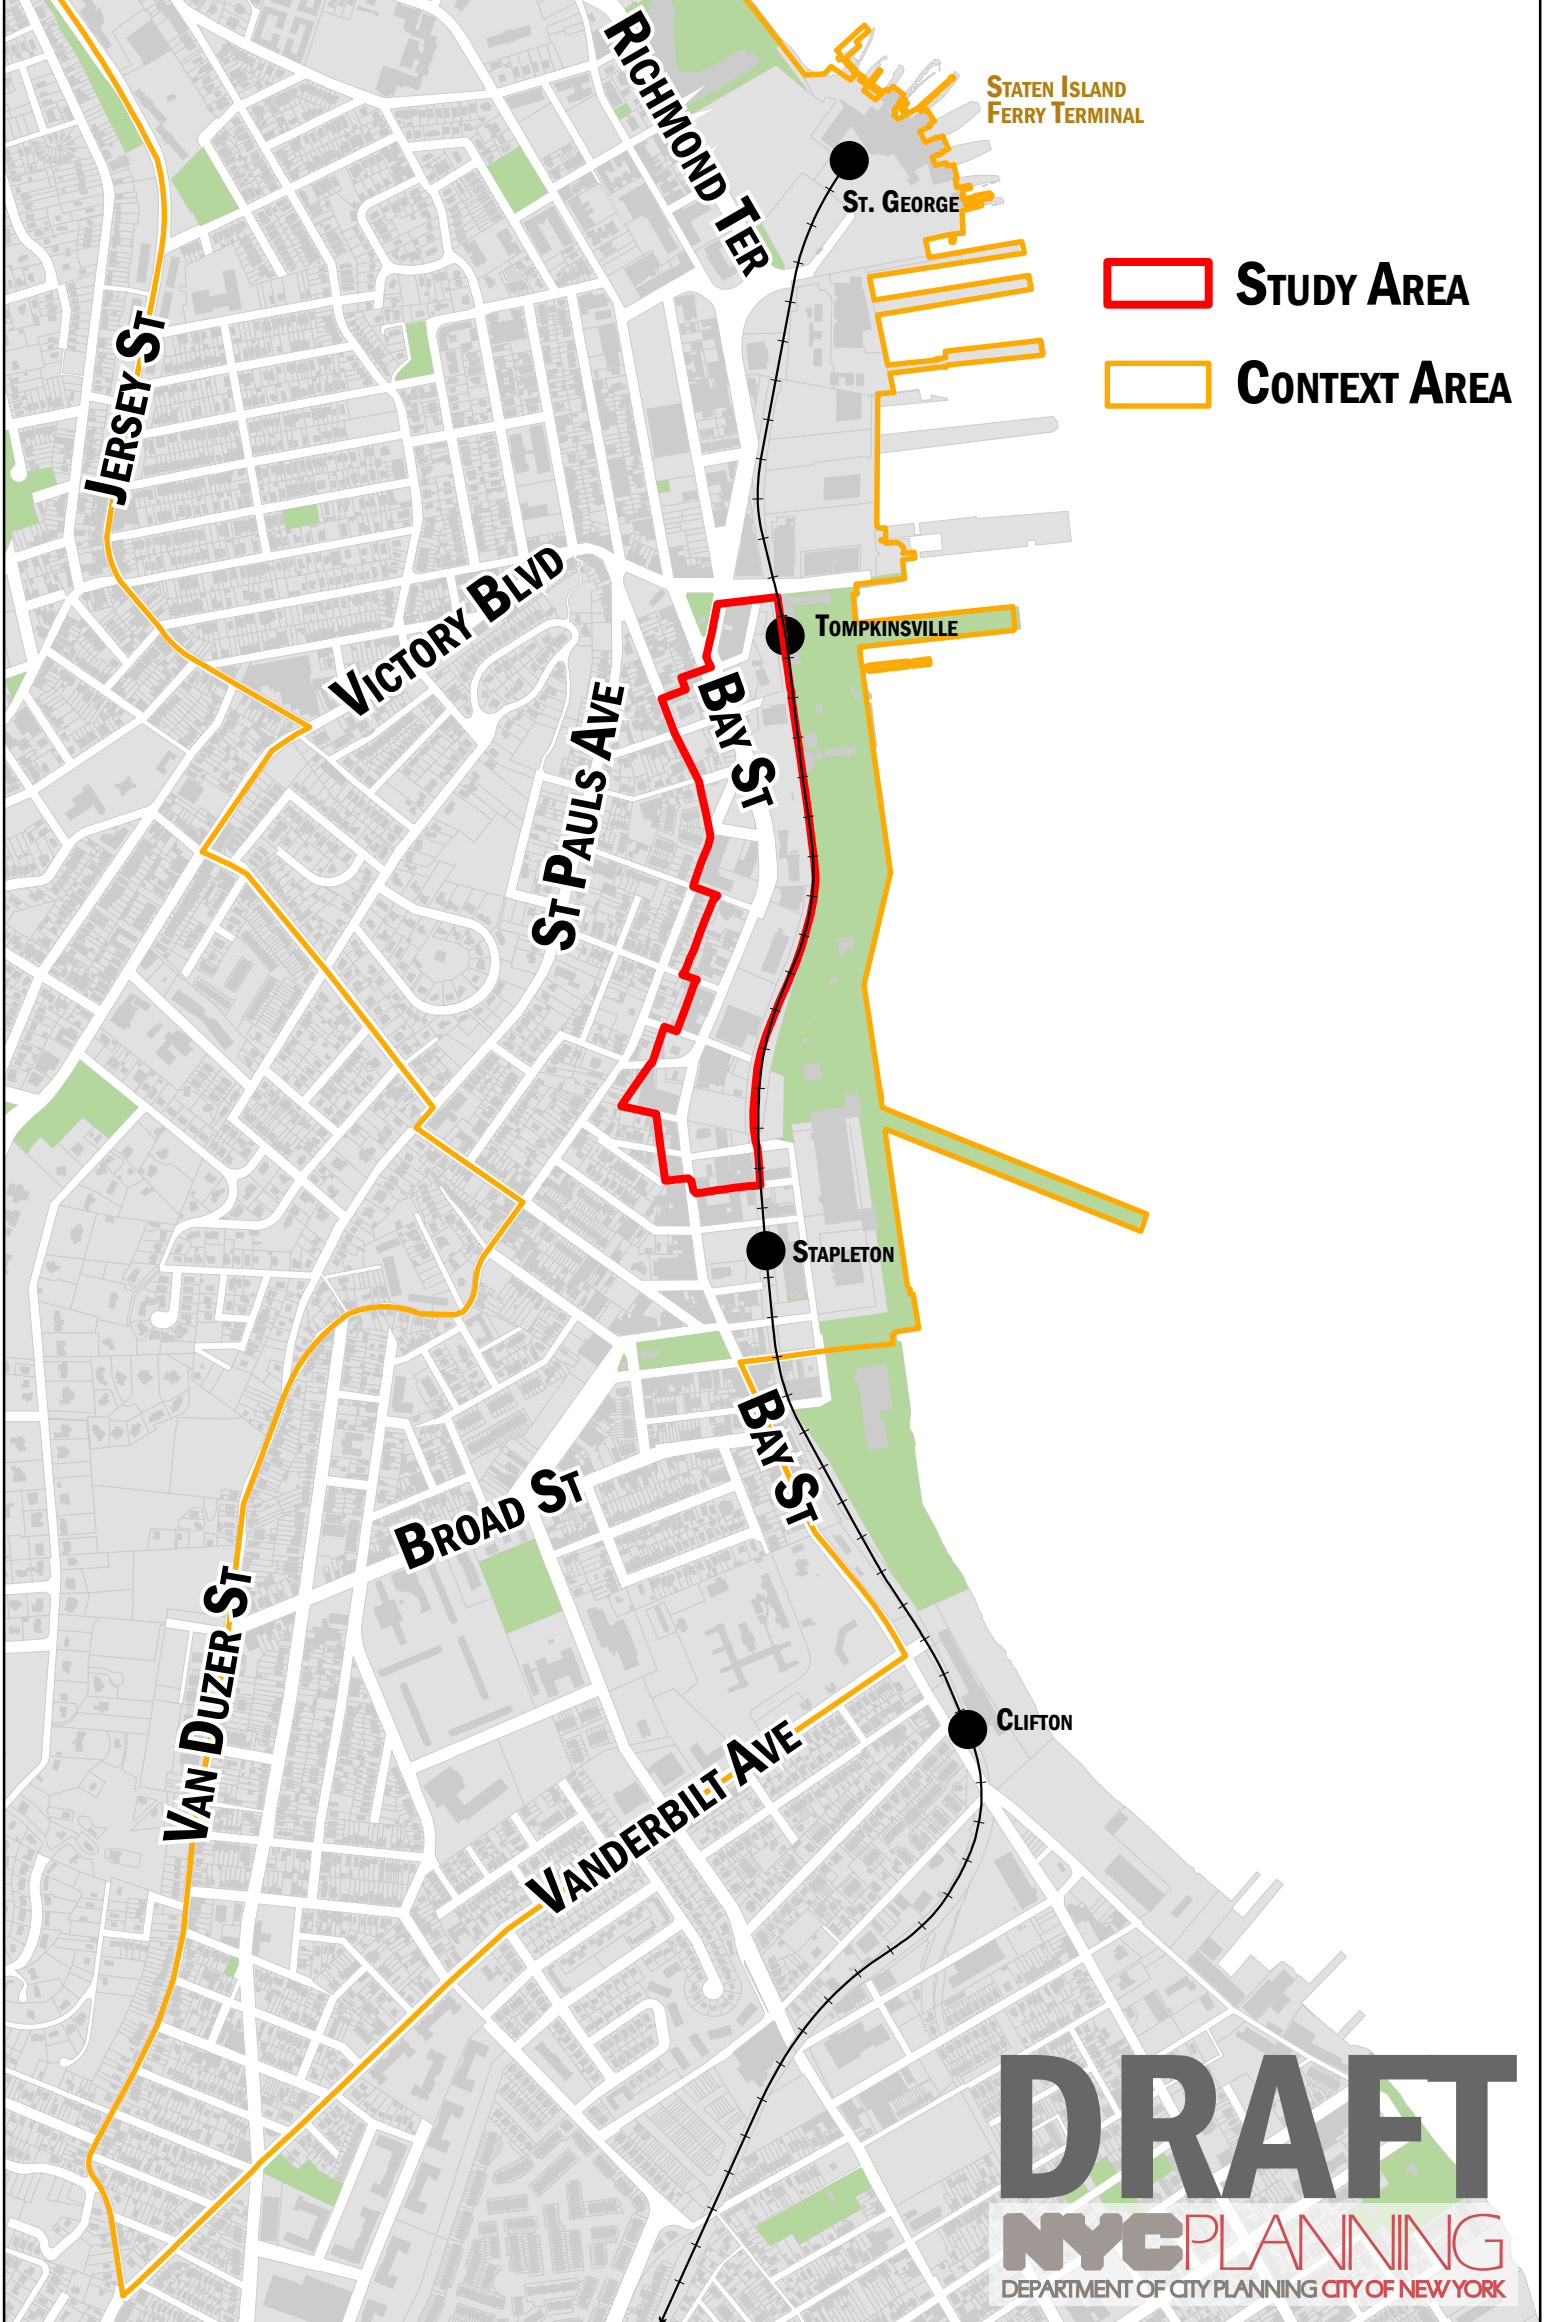 Richmond Ter
Staten Island
Ferry Terminal
St. George
Study Area
Context Area
Jersey St
Victory Blvd
Tompkinsville
Bay St
St Pauls Ave
Stapleton
Bay St
Broad St
Van Duzer St
Clifton
Vanderbilt Ave
DRAFT
NYCPLANNING
DEPARTMENT OF CITY PLANNING CITY OF NEW YORK